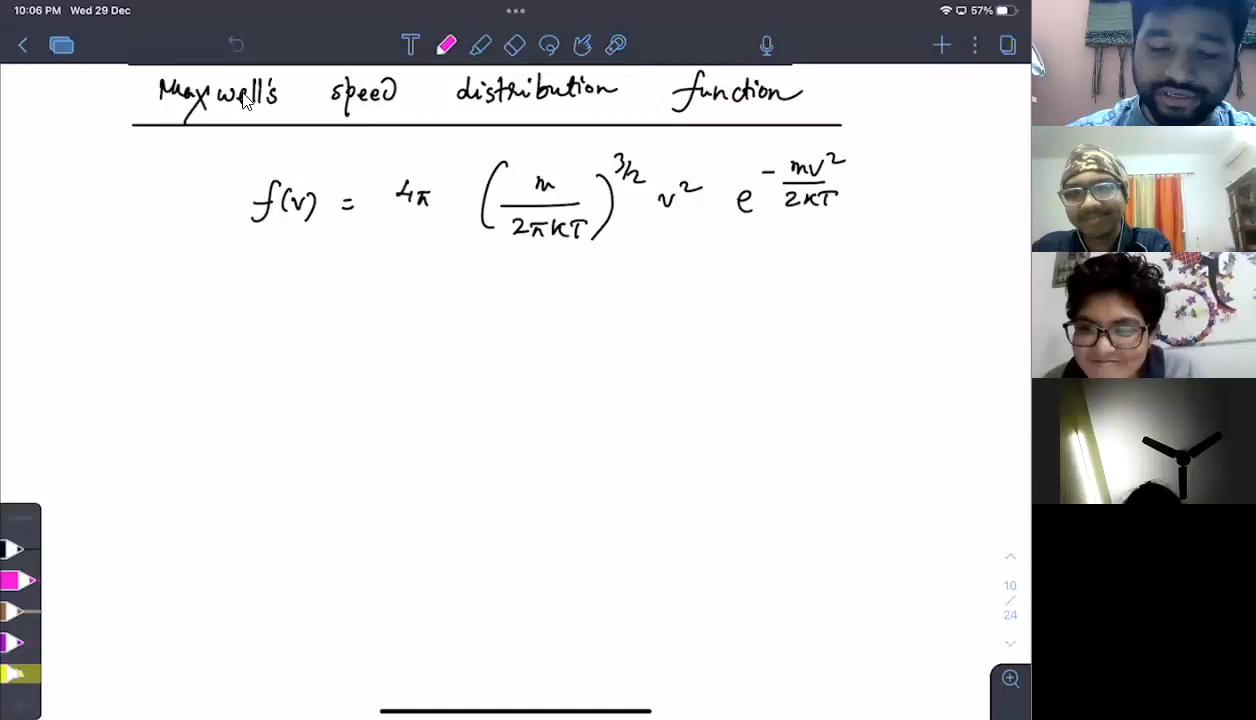 10:06 PM Wed 29 Dec
57%
Maxwell's speed distribution function
f(v) = 4π (m/2πKT)^3/2 v^2 e^-mv^2/2KT
10
/
24